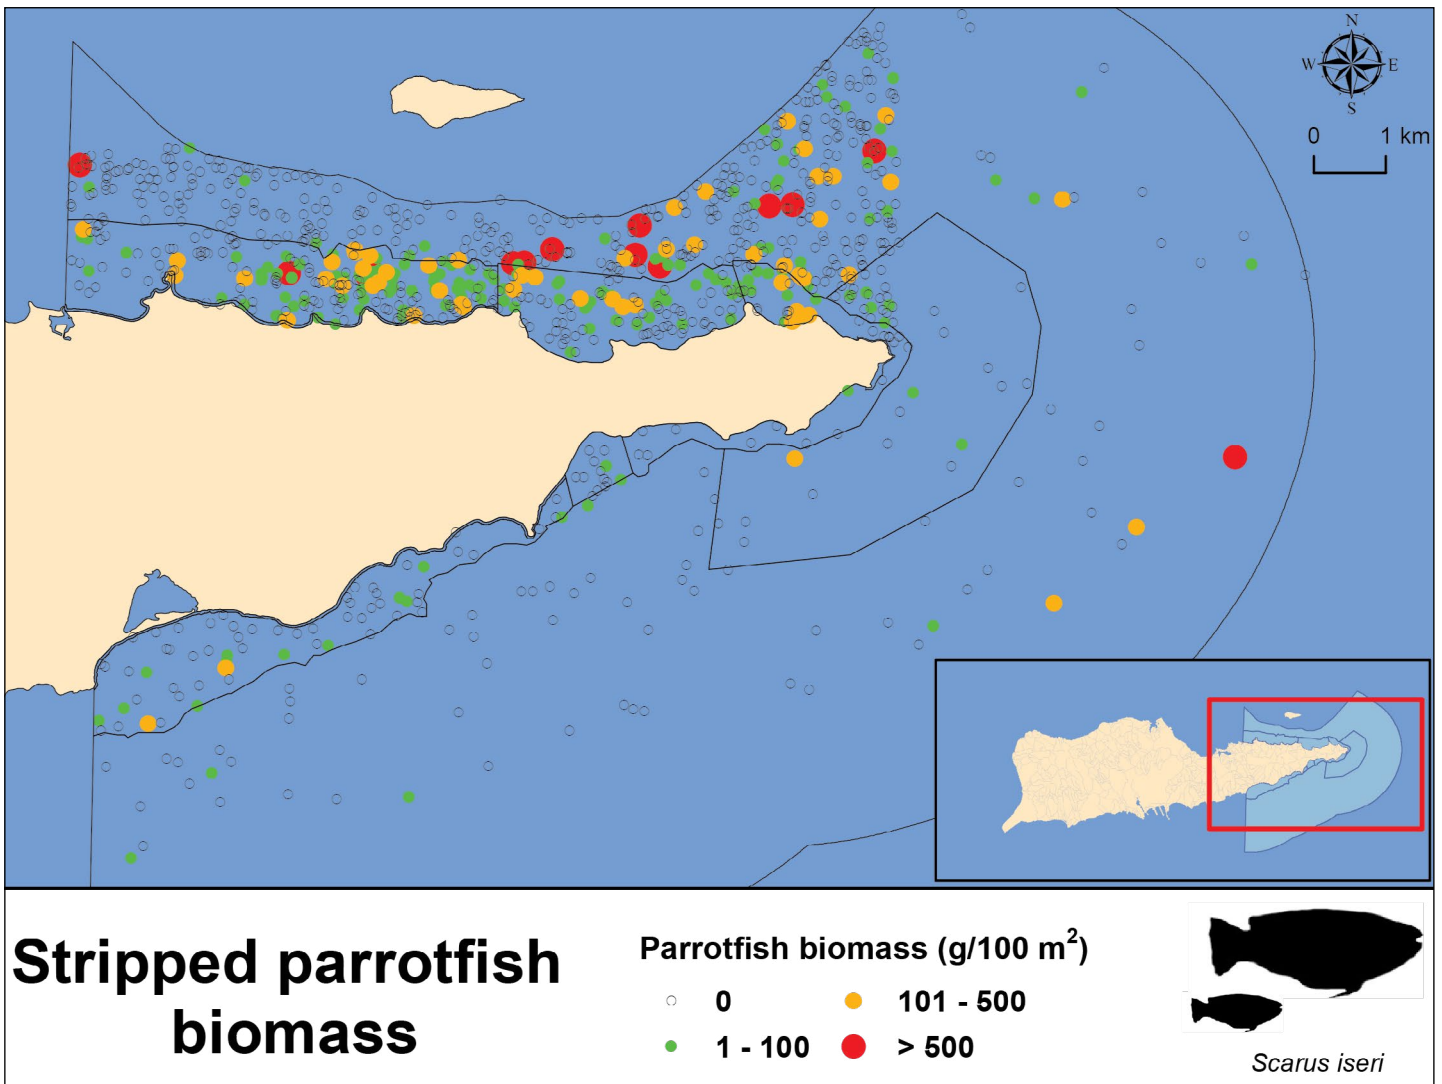 N
W E
S
0 1 km
Stripped parrotfish
biomass
Parrotfish biomass (g/100 m²)
0
101 - 500
1 - 100
> 500
Scarus iseri